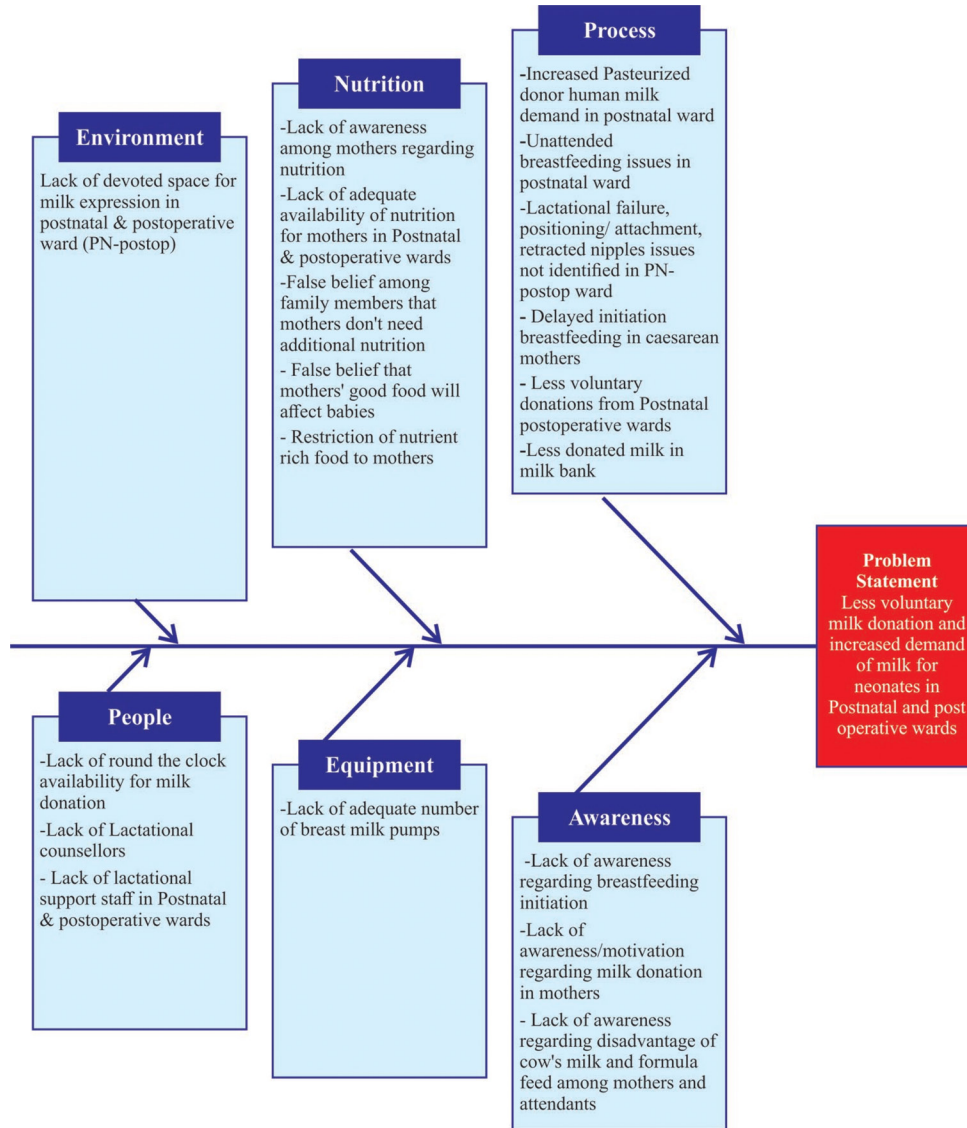 Environment
Lack of devoted space for
milk expression in
postnatal & postoperative
ward (PN-postop)
Nutrition
-Lack of awareness
among mothers regarding
nutrition
-Lack of adequate
availability of nutrition
for mothers in Postnatal
& postoperative wards
-False belief among
family members that
mothers don't need
additional nutrition
- False belief that
mothers' good food will
affect babies
- Restriction of nutrient
rich food to mothers
Process
-Increased Pasteurized
donor human milk
demand in postnatal ward
-Unattended
breastfeeding issues in
postnatal ward
-Lactational failure,
positioning/ attachment,
retracted nipples issues
not identified in PN-
postop ward
- Delayed initiation
breastfeeding in caesarean
mothers
- Less voluntary
donations from Postnatal
postoperative wards
-Less donated milk in
milk bank
Problem
Statement
Less voluntary
milk donation and
increased demand
of milk for
neonates in
Postnatal and post
operative wards
People
-Lack of round the clock
availability for milk
donation
-Lack of Lactational
counsellors
- Lack of lactational
support staff in Postnatal
& postoperative wards
Equipment
-Lack of adequate number
of breast milk pumps
Awareness
-Lack of awareness
regarding breastfeeding
initiation
-Lack of
awareness/motivation
regarding milk donation
in mothers
- Lack of awareness
regarding disadvantage of
cow's milk and formula
feed among mothers and
attendants